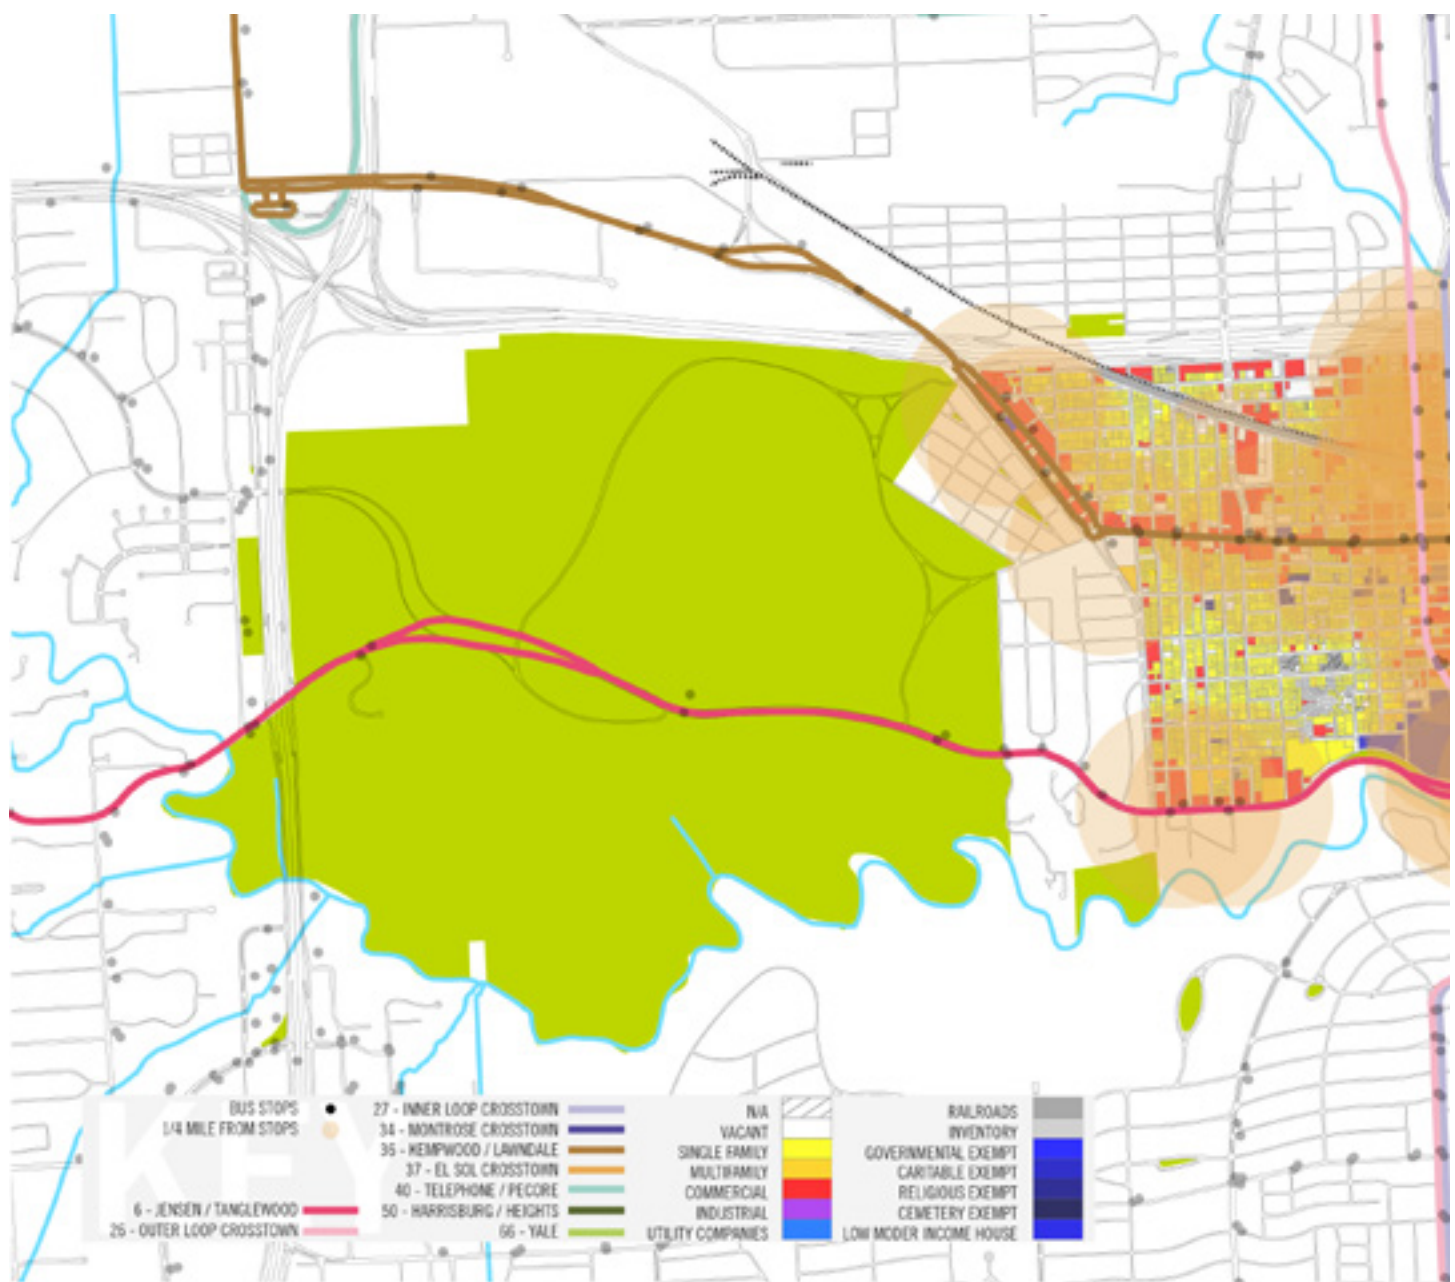 KEY
BUS STOPS
1/4 MILE FROM STOPS
6 - JENSEN / TANGLEWOOD
26 - OUTER LOOP CROSSTOWN
27 - INNER LOOP CROSSTOWN
34 - MONTROSE CROSSTOWN
36 - KEMPWOOD / LAWNDALE
37 - EL SOL CROSSTOWN
40 - TELEPHONE / PECORE
50 - HARRISBURG / HEIGHTS
66 - YALE
N/A
VACANT
SINGLE FAMILY
MULTIFAMILY
COMMERCIAL
INDUSTRIAL
UTILITY COMPANIES
RAILROADS
INVENTORY
GOVERNMENTAL EXEMPT
CARITABLE EXEMPT
RELIGIOUS EXEMPT
CEMETERY EXEMPT
LOW MODER INCOME HOUSE